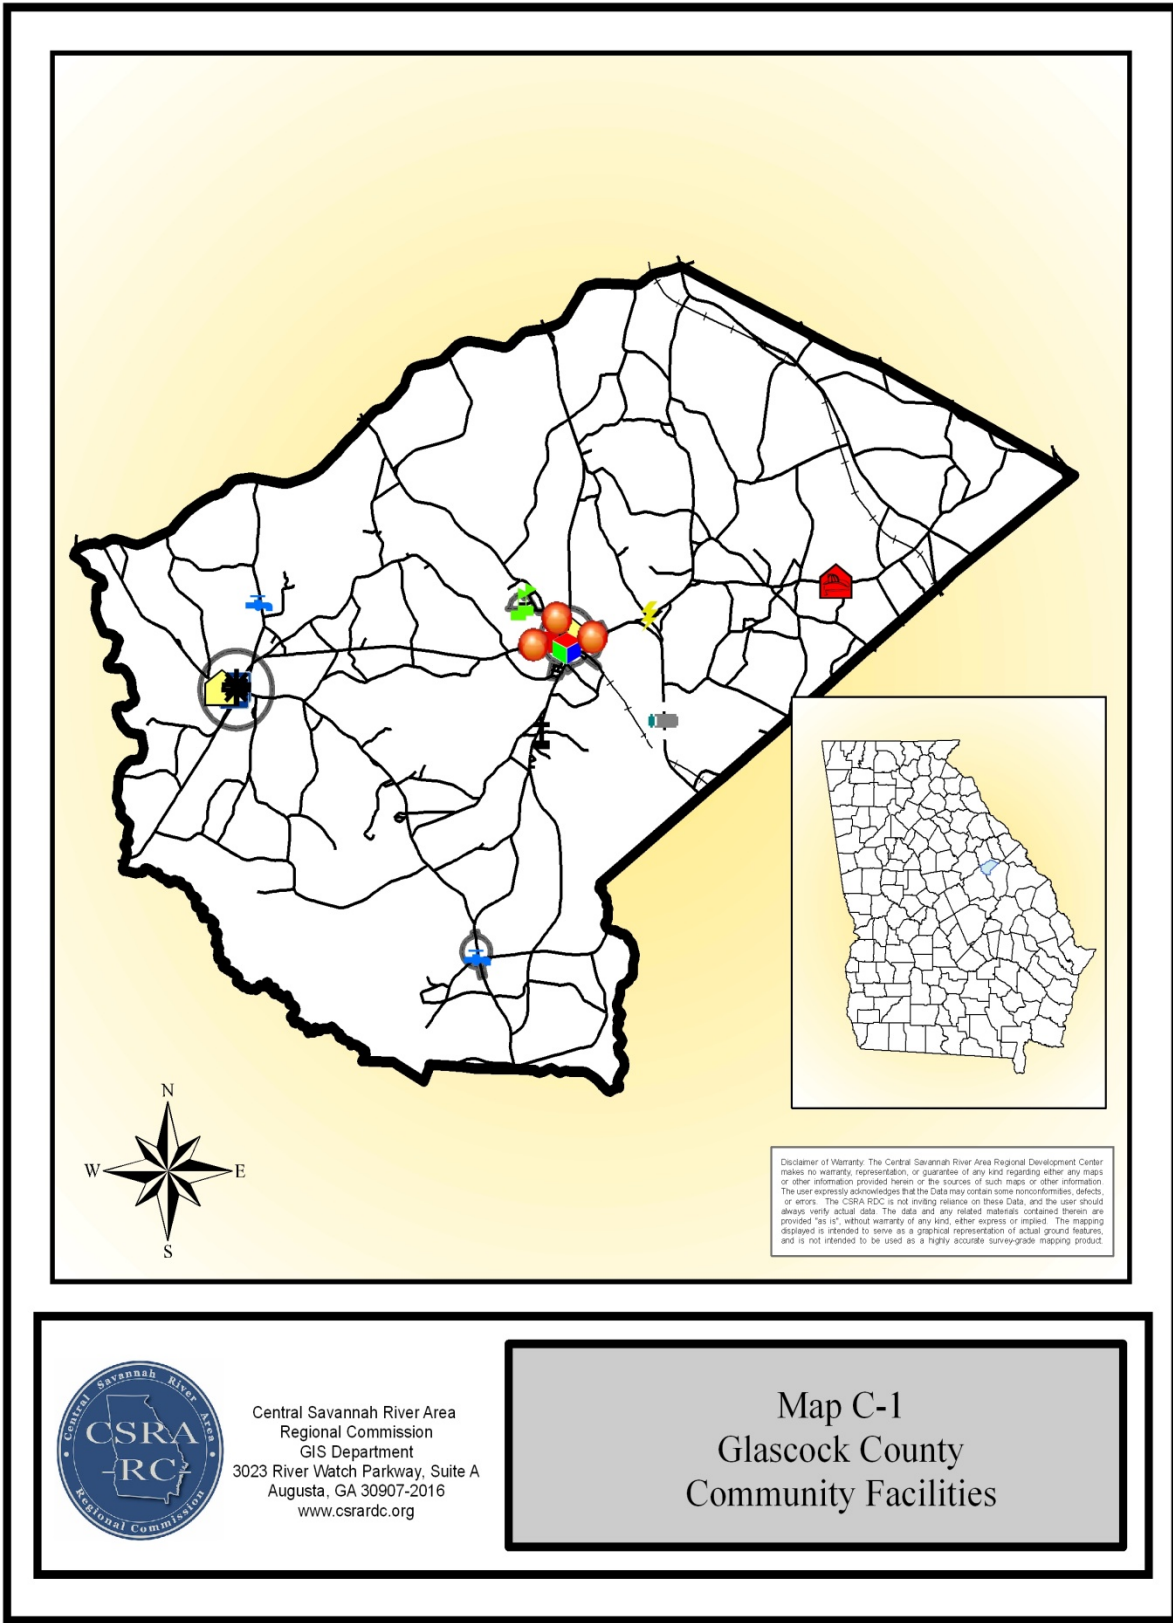 N
W
E
S
Disclaimer of Warranty: The Central Savannah River Area Regional Development Center
makes no warranty, representation, or guarantee of any kind regarding either any maps
or other information provided herein or the sources of such maps or other information.
The user expressly acknowledges that the Data may contain some nonconformities, defects,
or errors. The CSRA RDC is not inviting reliance on these Data, and the user should
always verify actual data. The data and any related materials contained therein are
provided "as is", without warranty of any kind, either express or implied. The mapping
displayed is intended to serve as a graphical representation of actual ground features,
and is not intended to be used as a highly accurate survey-grade mapping product.
Central Savannah River Area
CSRA
-RC-
Regional Commission
Central Savannah River Area
Regional Commission
GIS Department
3023 River Watch Parkway, Suite A
Augusta, GA 30907-2016
www.csrardc.org
Map C-1
Glascock County
Community Facilities